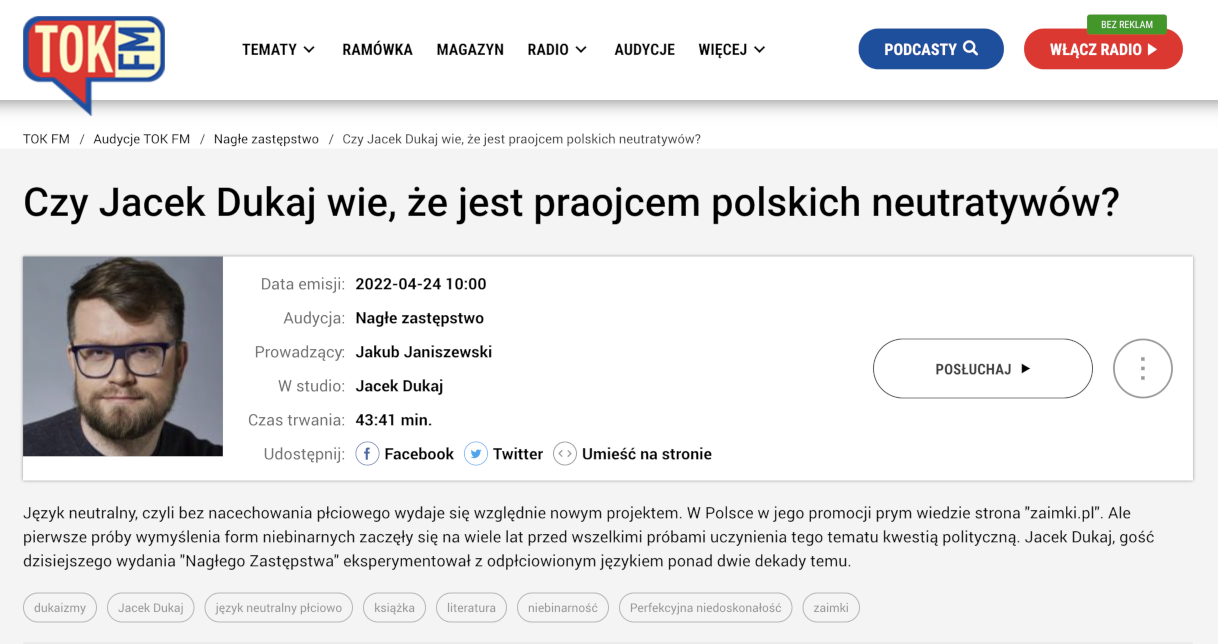 TOK FM
TEMATY RAMÓWKA MAGAZYN RADIO AUDYCJE WIĘCEJ
PODCASTY
BEZ REKLAM
WŁĄCZ RADIO
TOK FM / Audycje TOK FM / Nagłe zastępstwo / Czy Jacek Dukaj wie, że jest praojcem polskich neutratywów?
Czy Jacek Dukaj wie, że jest praojcem polskich neutratywów?
Data emisji: 2022-04-24 10:00
Audycja: Nagłe zastępstwo
Prowadzący: Jakub Janiszewski
W studio: Jacek Dukaj
Czas trwania: 43:41 min.
Udostępnij: Facebook Twitter Umieść na stronie
POSŁUCHAJ
Język neutralny, czyli bez nacechowania płciowego wydaje się względnie nowym projektem. W Polsce w jego promocji prym wiedzie strona "zaimki.pl". Ale
pierwsze próby wymyślenia form niebinarnych zaczęły się na wiele lat przed wszelkimi próbami uczynienia tego tematu kwestią polityczną. Jacek Dukaj, gość
dzisiejszego wydania "Nagłego Zastępstwa" eksperymentował z odpłciowionym językiem ponad dwie dekady temu.
dukaizmy Jacek Dukaj język neutralny płciowo książka literatura niebinarność Perfekcyjna niedoskonałość zaimki